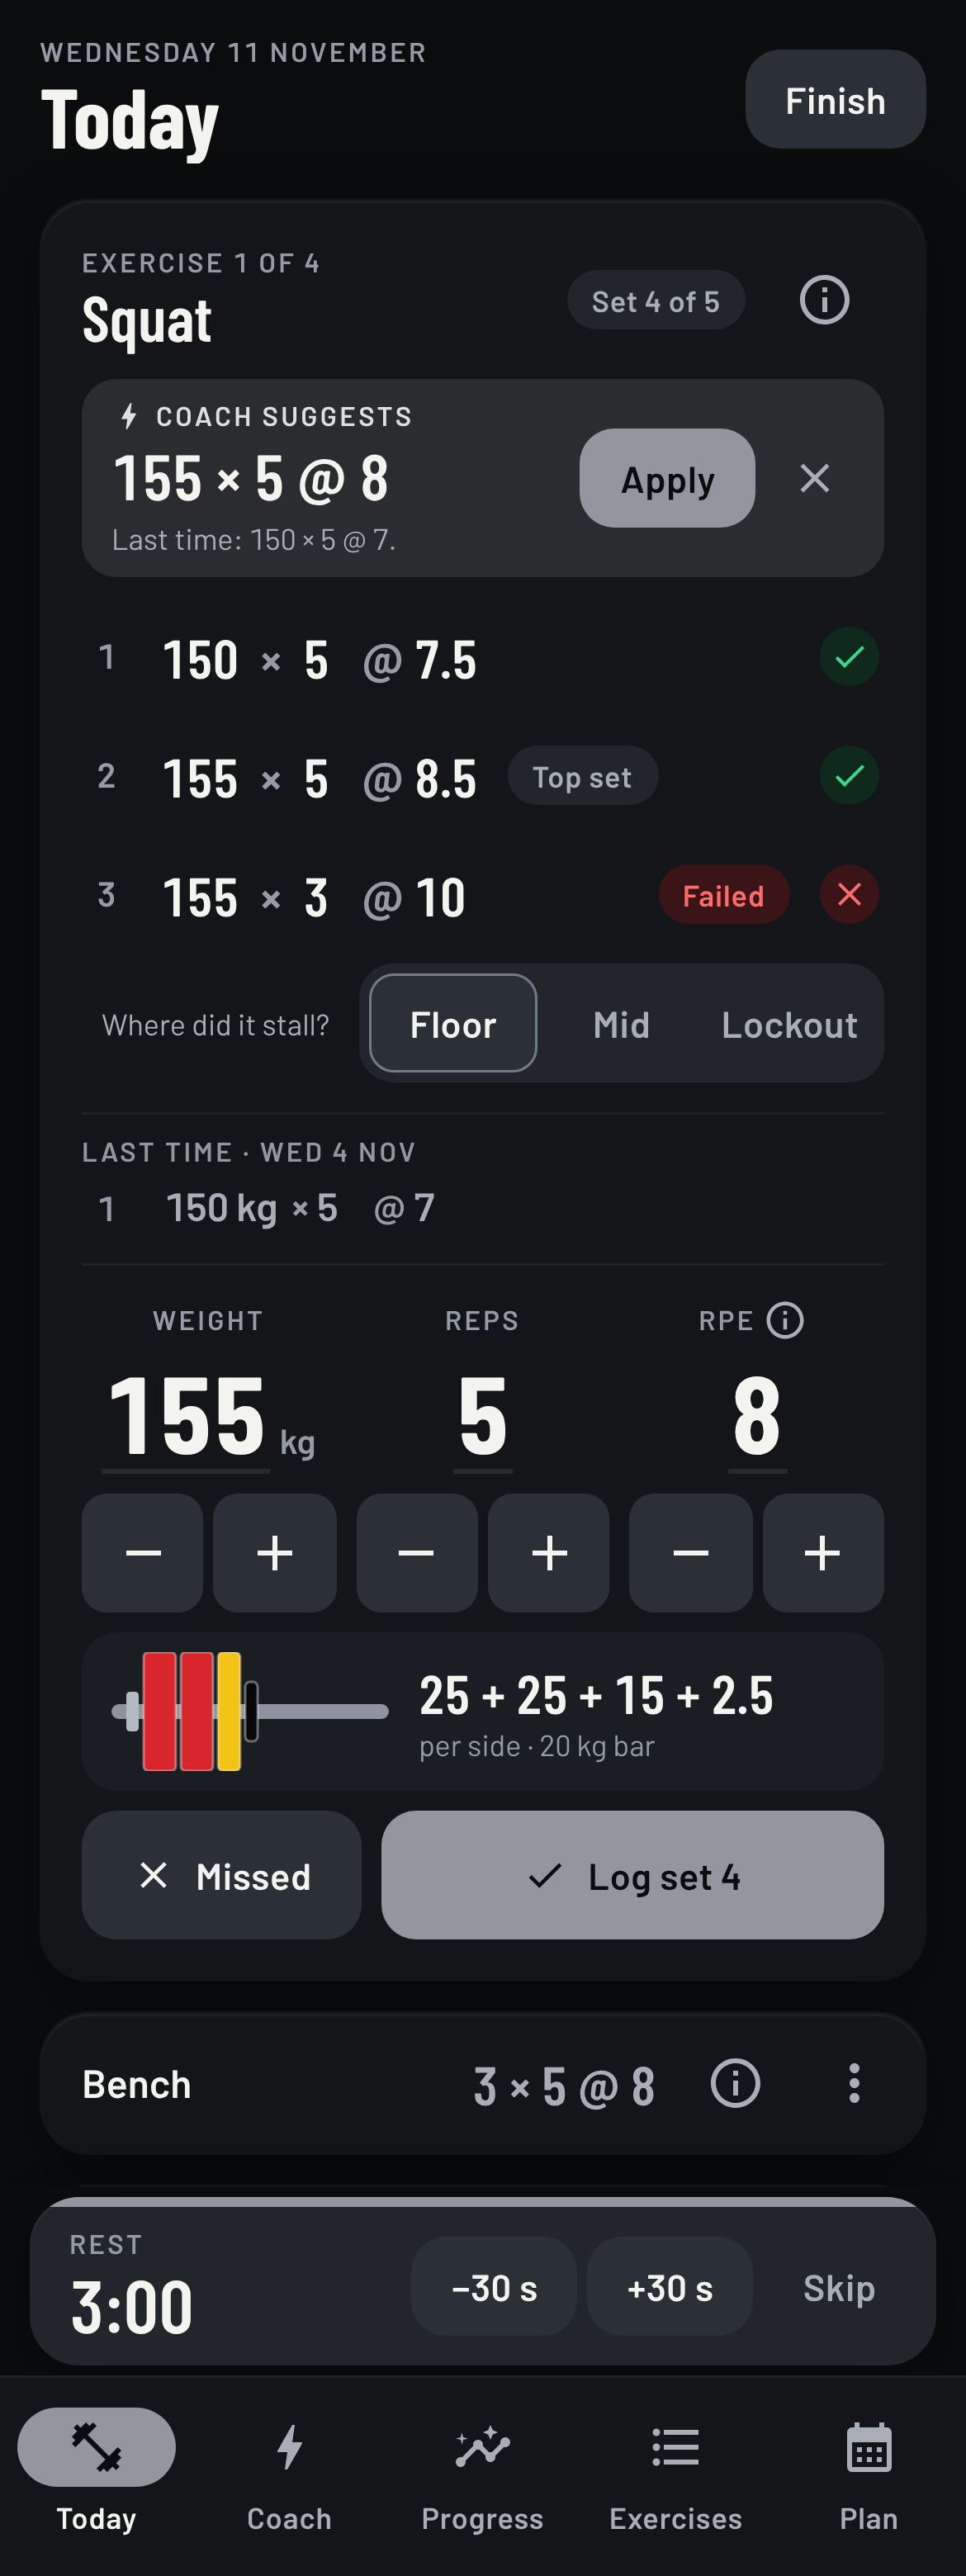 WEDNESDAY 11 NOVEMBER
Today
Finish
EXERCISE 1 OF 4
Squat
Set 4 of 5
COACH SUGGESTS
155 × 5 @ 8
Last time: 150 × 5 @ 7.
Apply
1 150 × 5 @ 7.5
2 155 × 5 @ 8.5 Top set
3 155 × 3 @ 10 Failed
Where did it stall? Floor Mid Lockout
LAST TIME · WED 4 NOV
1 150 kg × 5 @ 7
WEIGHT REPS RPE
155 kg 5 8
25 + 25 + 15 + 2.5
per side · 20 kg bar
Missed Log set 4
Bench 3 × 5 @ 8
REST
3:00
−30 s +30 s Skip
Today Coach Progress Exercises Plan